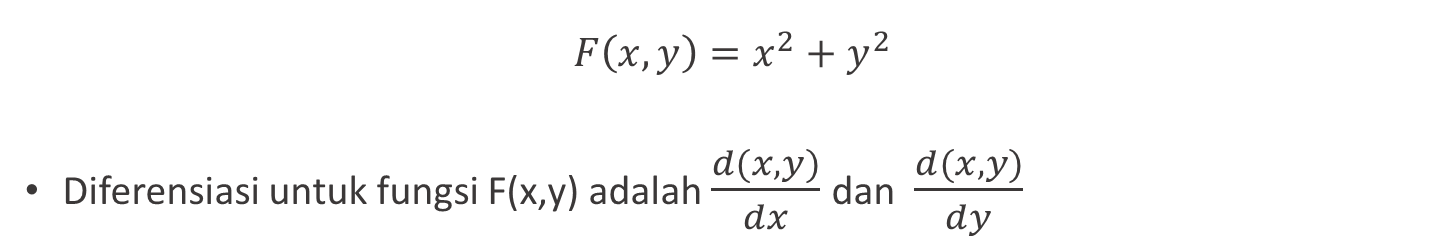 F(x,y) = x² + y²
• Diferensiasi untuk fungsi F(x,y) adalah d(x,y)/dx dan d(x,y)/dy